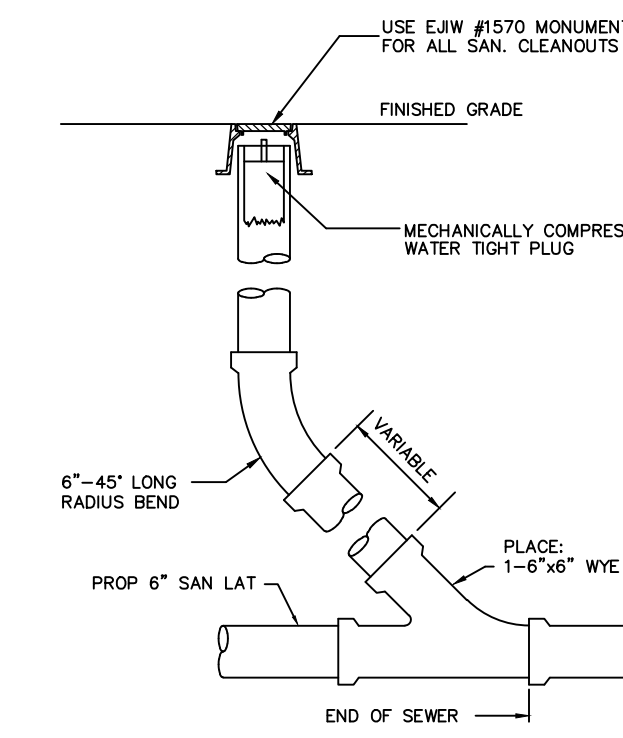 USE EJIW #1570 MONUMENT
FOR ALL SAN. CLEANOUTS
FINISHED GRADE
MECHANICALLY COMPRES
WATER TIGHT PLUG
VARIABLE
6"-45° LONG
RADIUS BEND
PLACE:
1-6"x6" WYE
PROP 6" SAN LAT
END OF SEWER